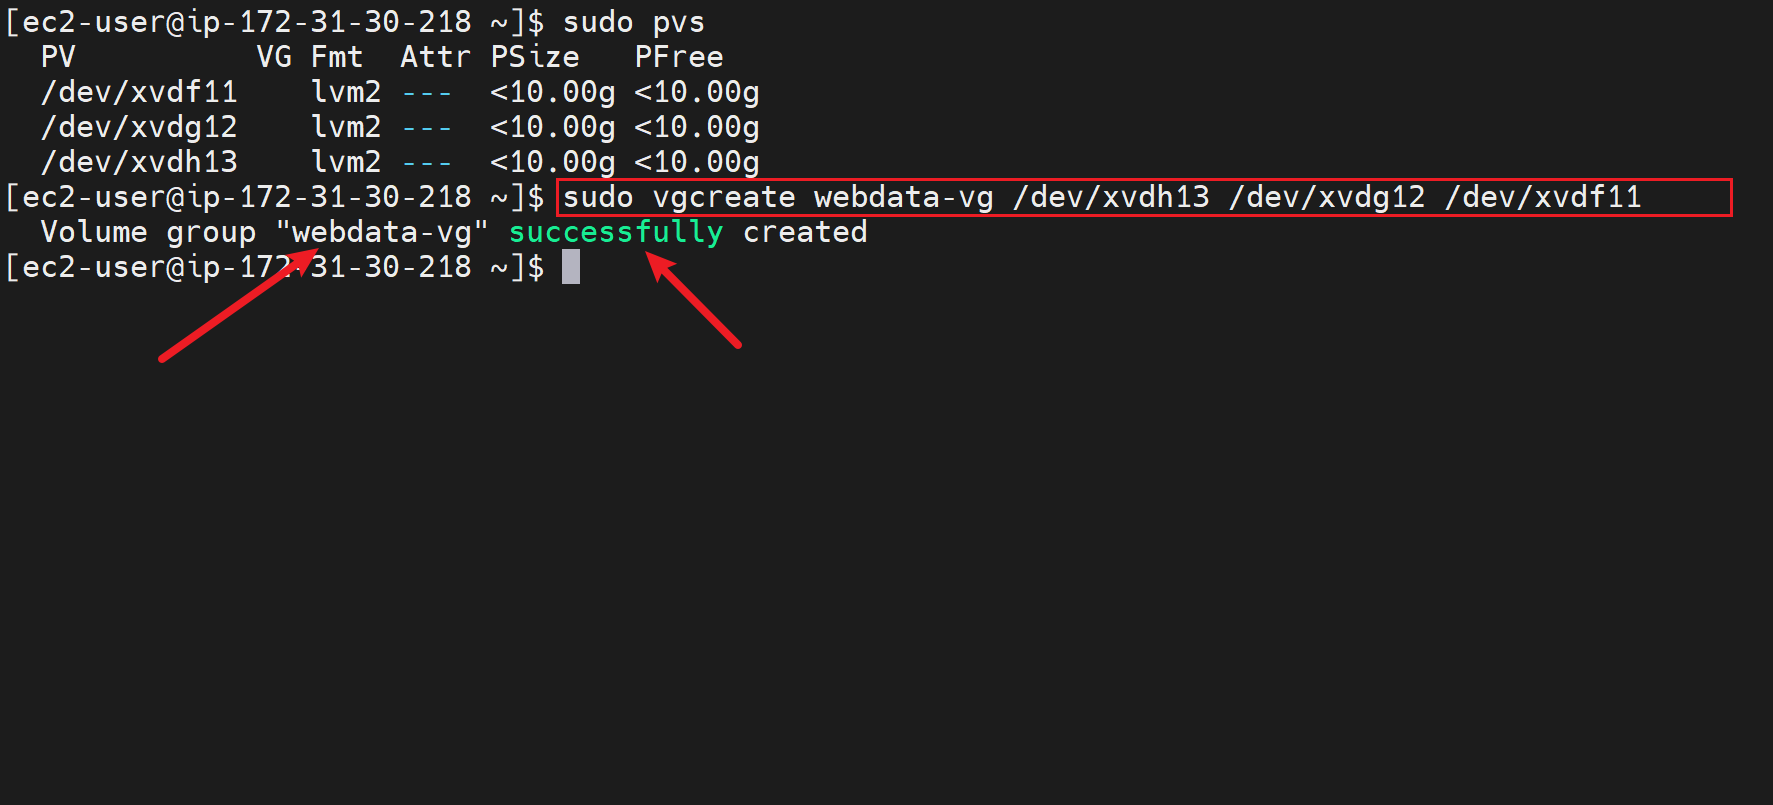 [ec2-user@ip-172-31-30-218 ~]$ sudo pvs
  PV          VG Fmt  Attr PSize   PFree
  /dev/xvdf11    lvm2 ---  <10.00g <10.00g
  /dev/xvdg12    lvm2 ---  <10.00g <10.00g
  /dev/xvdh13    lvm2 ---  <10.00g <10.00g
[ec2-user@ip-172-31-30-218 ~]$ sudo vgcreate webdata-vg /dev/xvdh13 /dev/xvdg12 /dev/xvdf11
  Volume group "webdata-vg" successfully created
[ec2-user@ip-172-31-30-218 ~]$